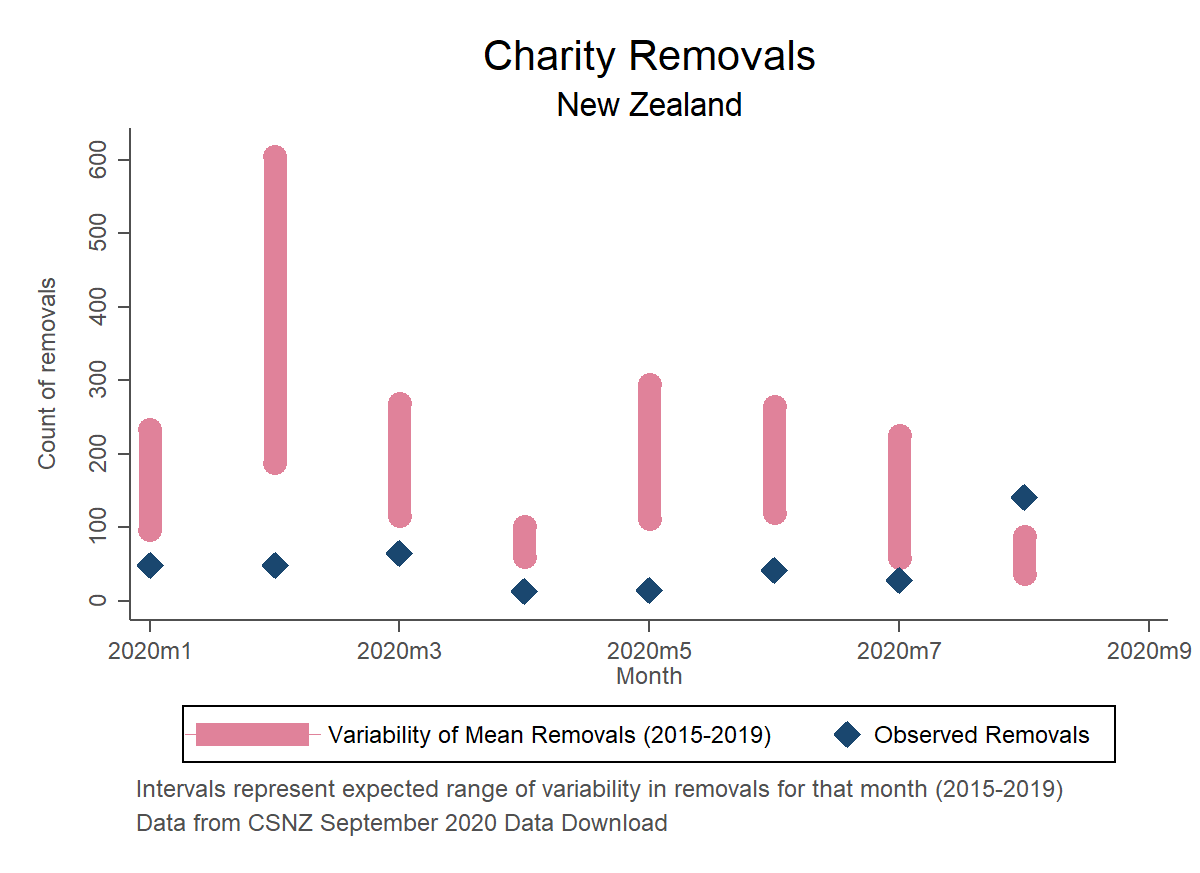 Charity Removals
New Zealand
Count of removals
600
500
400
300
200
100
0
2020m1 2020m3 2020m5 2020m7 2020m9
Month
Variability of Mean Removals (2015-2019) Observed Removals
Intervals represent expected range of variability in removals for that month (2015-2019)
Data from CSNZ September 2020 Data Download